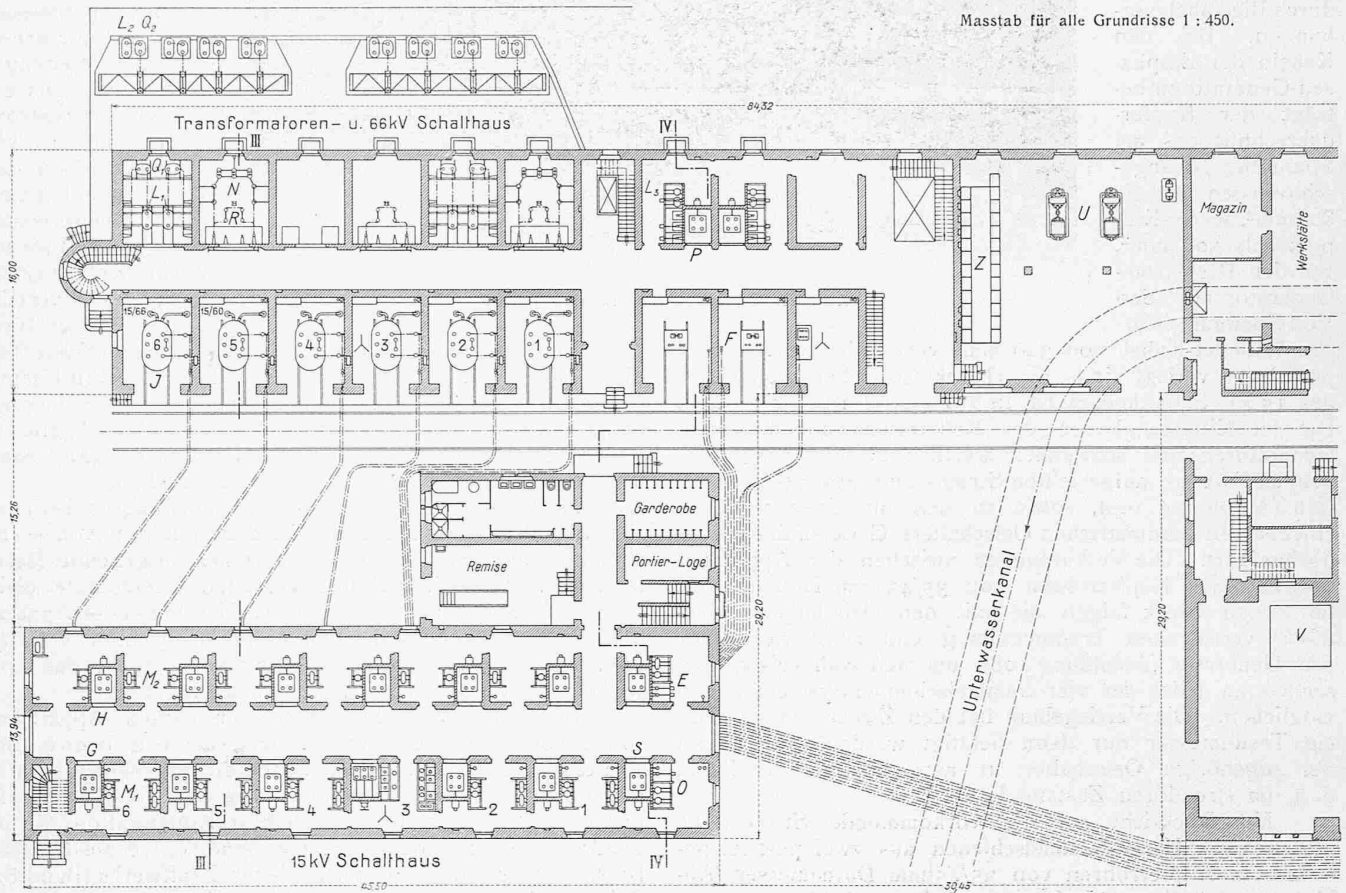 Masstab für alle Grundrisse 1 : 450.
L₂ Q₂
84,32
Transformatoren- u. 66kV Schalthaus
III
IV
Q₁
L₁
N
R
L₃
P
Z
U
Magazin
Werkstätte
16,00
15/66
15/60
6
5
4
3
2
1
J
F
15,26
Garderobe
Remise
Portier-Loge
29,20
29,20
Unterwasserkanal
V
M₂
H
E
13,94
G
S
M₁
O
6
5
4
3
2
1
III
15kV Schalthaus
IV
45,50
30,45